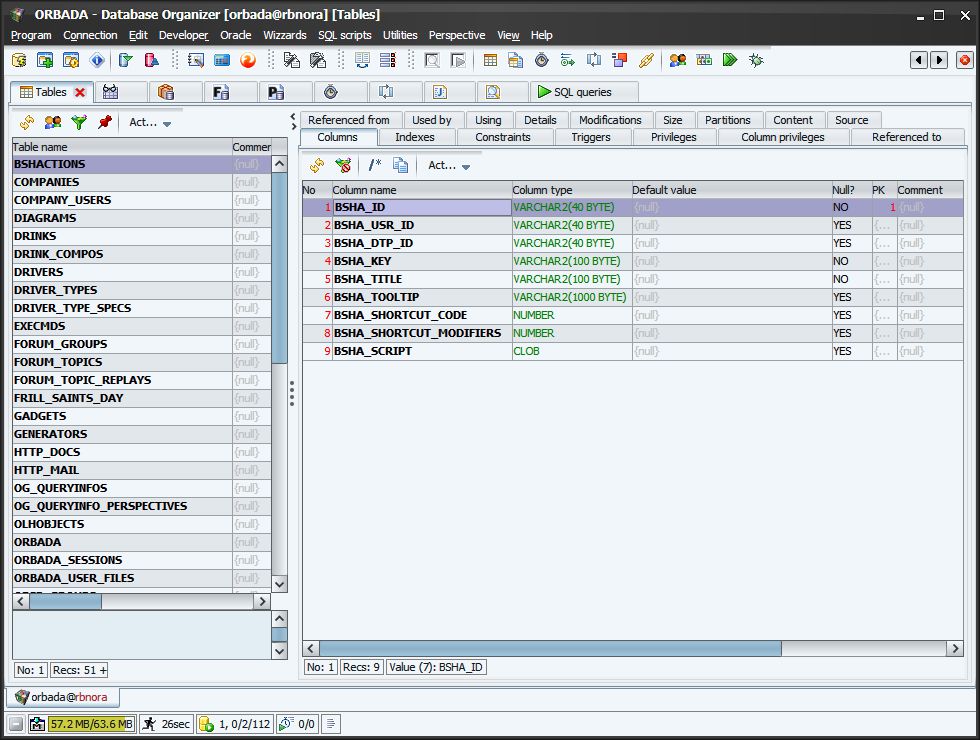 ORBADA - Database Organizer [orbada@rbnora] [Tables]
Program Connection Edit Developer Oracle Wizzards SQL scripts Utilities Perspective View Help
Tables SQL queries
Act...
Table name Commer
BSHACTIONS {null}
COMPANIES {null}
COMPANY_USERS {null}
DIAGRAMS {null}
DRINKS {null}
DRINK_COMPOS {null}
DRIVERS {null}
DRIVER_TYPES {null}
DRIVER_TYPE_SPECS {null}
EXECMDS {null}
FORUM_GROUPS {null}
FORUM_TOPICS {null}
FORUM_TOPIC_REPLAYS {null}
FRILL_SAINTS_DAY {null}
GADGETS {null}
GENERATORS {null}
HTTP_DOCS {null}
HTTP_MAIL {null}
OG_QUERYINFOS {null}
OG_QUERYINFO_PERSPECTIVES {null}
OLHOBJECTS {null}
ORBADA {null}
ORBADA_SESSIONS {null}
ORBADA_USER_FILES {null}
No: 1 Recs: 51 +
Referenced from Used by Using Details Modifications Size Partitions Content Source
Columns Indexes Constraints Triggers Privileges Column privileges Referenced to
/* Act...
No Column name Column type Default value Null? PK Comment
1 BSHA_ID VARCHAR2(40 BYTE) {null} NO 1 {null}
2 BSHA_USR_ID VARCHAR2(40 BYTE) {null} YES {... {null}
3 BSHA_DTP_ID VARCHAR2(40 BYTE) {null} YES {... {null}
4 BSHA_KEY VARCHAR2(100 BYTE) {null} NO {... {null}
5 BSHA_TITLE VARCHAR2(100 BYTE) {null} NO {... {null}
6 BSHA_TOOLTIP VARCHAR2(1000 BYTE) {null} YES {... {null}
7 BSHA_SHORTCUT_CODE NUMBER {null} YES {... {null}
8 BSHA_SHORTCUT_MODIFIERS NUMBER {null} YES {... {null}
9 BSHA_SCRIPT CLOB {null} YES {... {null}
No: 1 Recs: 9 Value (7): BSHA_ID
orbada@rbnora
57.2 MB/63.6 MB 26sec 1, 0/2/112 0/0